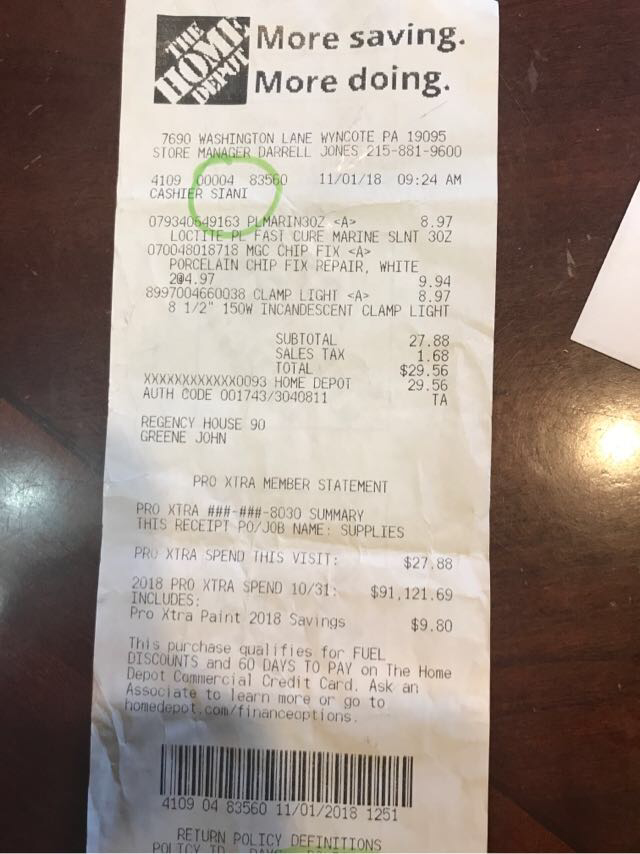 THE
HOME
DEPOT
More saving.
More doing.
7690 WASHINGTON LANE WYNCOTE PA 19095
STORE MANAGER DARRELL JONES 215-881-9600
4109 00004 83560 11/01/18 09:24 AM
CASHIER SIANI
079340649163 PLMARIN3OZ <A> 8.97
LOCTITE PL FAST CURE MARINE SLNT 3OZ
070048018718 MGC CHIP FIX <A>
PORCELAIN CHIP FIX REPAIR, WHITE
2@4.97 9.94
8997004660038 CLAMP LIGHT <A> 8.97
8 1/2" 150W INCANDESCENT CLAMP LIGHT
SUBTOTAL 27.88
SALES TAX 1.68
TOTAL $29.56
XXXXXXXXXXXX0093 HOME DEPOT 29.56
AUTH CODE 001743/3040811 TA
REGENCY HOUSE 90
GREENE JOHN
PRO XTRA MEMBER STATEMENT
PRO XTRA ###-###-8030 SUMMARY
THIS RECEIPT PO/JOB NAME: SUPPLIES
PRO XTRA SPEND THIS VISIT: $27.88
2018 PRO XTRA SPEND 10/31: $91,121.69
INCLUDES:
Pro Xtra Paint 2018 Savings $9.80
This purchase qualifies for FUEL
DISCOUNTS and 60 DAYS TO PAY on The Home
Depot Commercial Credit Card. Ask an
Associate to learn more or go to
homedepot.com/financeoptions.
4109 04 83560 11/01/2018 1251
RETURN POLICY DEFINITIONS
POLICY ID